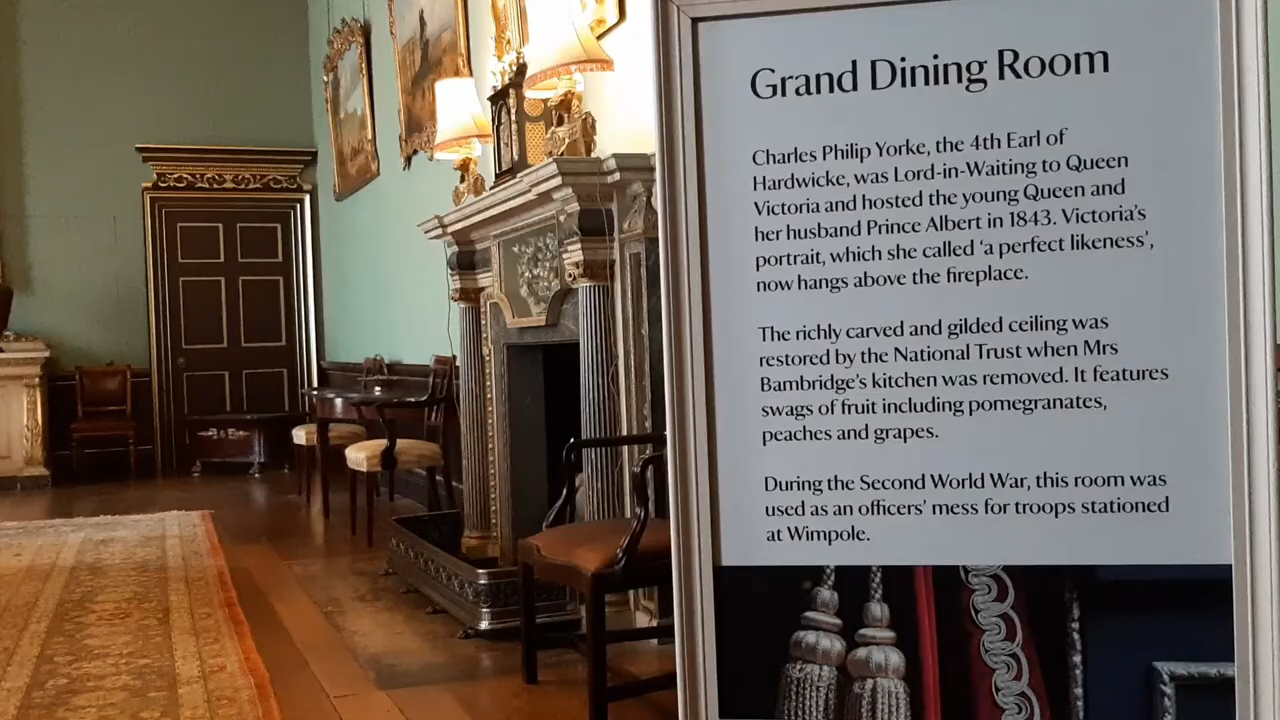 Grand Dining Room
Charles Philip Yorke, the 4th Earl of
Hardwicke, was Lord-in-Waiting to Queen
Victoria and hosted the young Queen and
her husband Prince Albert in 1843. Victoria's
portrait, which she called 'a perfect likeness',
now hangs above the fireplace.
The richly carved and gilded ceiling was
restored by the National Trust when Mrs
Bambridge's kitchen was removed. It features
swags of fruit including pomegranates,
peaches and grapes.
During the Second World War, this room was
used as an officers' mess for troops stationed
at Wimpole.